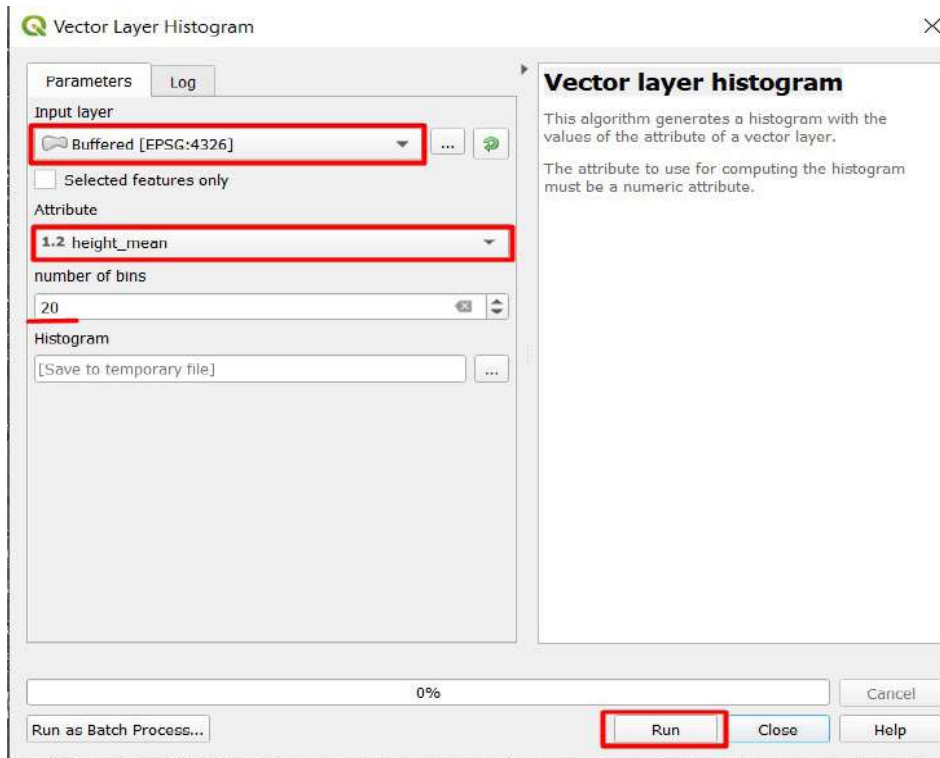 Vector Layer Histogram
Parameters
Log
Input layer
Buffered [EPSG:4326]
...
Selected features only
Attribute
1.2 height_mean
number of bins
20
Histogram
[Save to temporary file]
...
Vector layer histogram
This algorithm generates a histogram with the
values of the attribute of a vector layer.
The attribute to use for computing the histogram
must be a numeric attribute.
0%
Cancel
Run as Batch Process...
Run
Close
Help